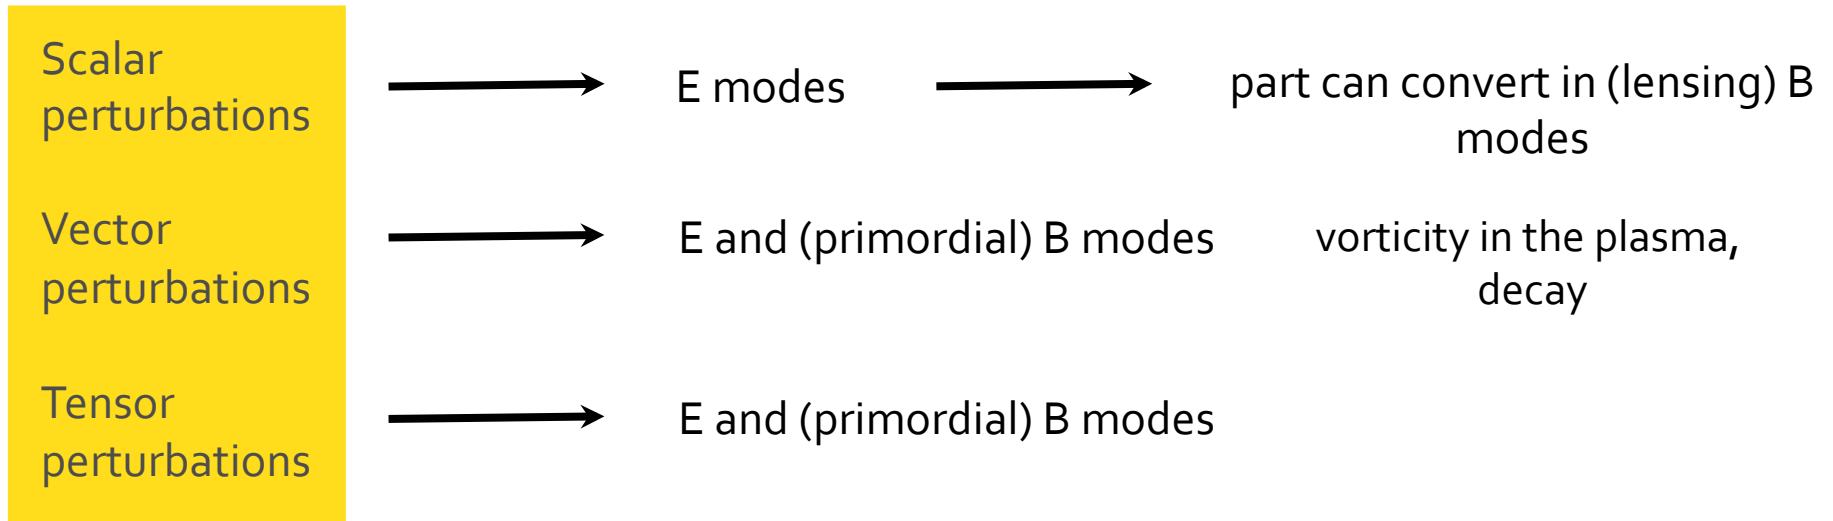 Scalar
perturbations
E modes
part can convert in (lensing) B
modes
Vector
perturbations
E and (primordial) B modes
vorticity in the plasma,
decay
Tensor
perturbations
E and (primordial) B modes